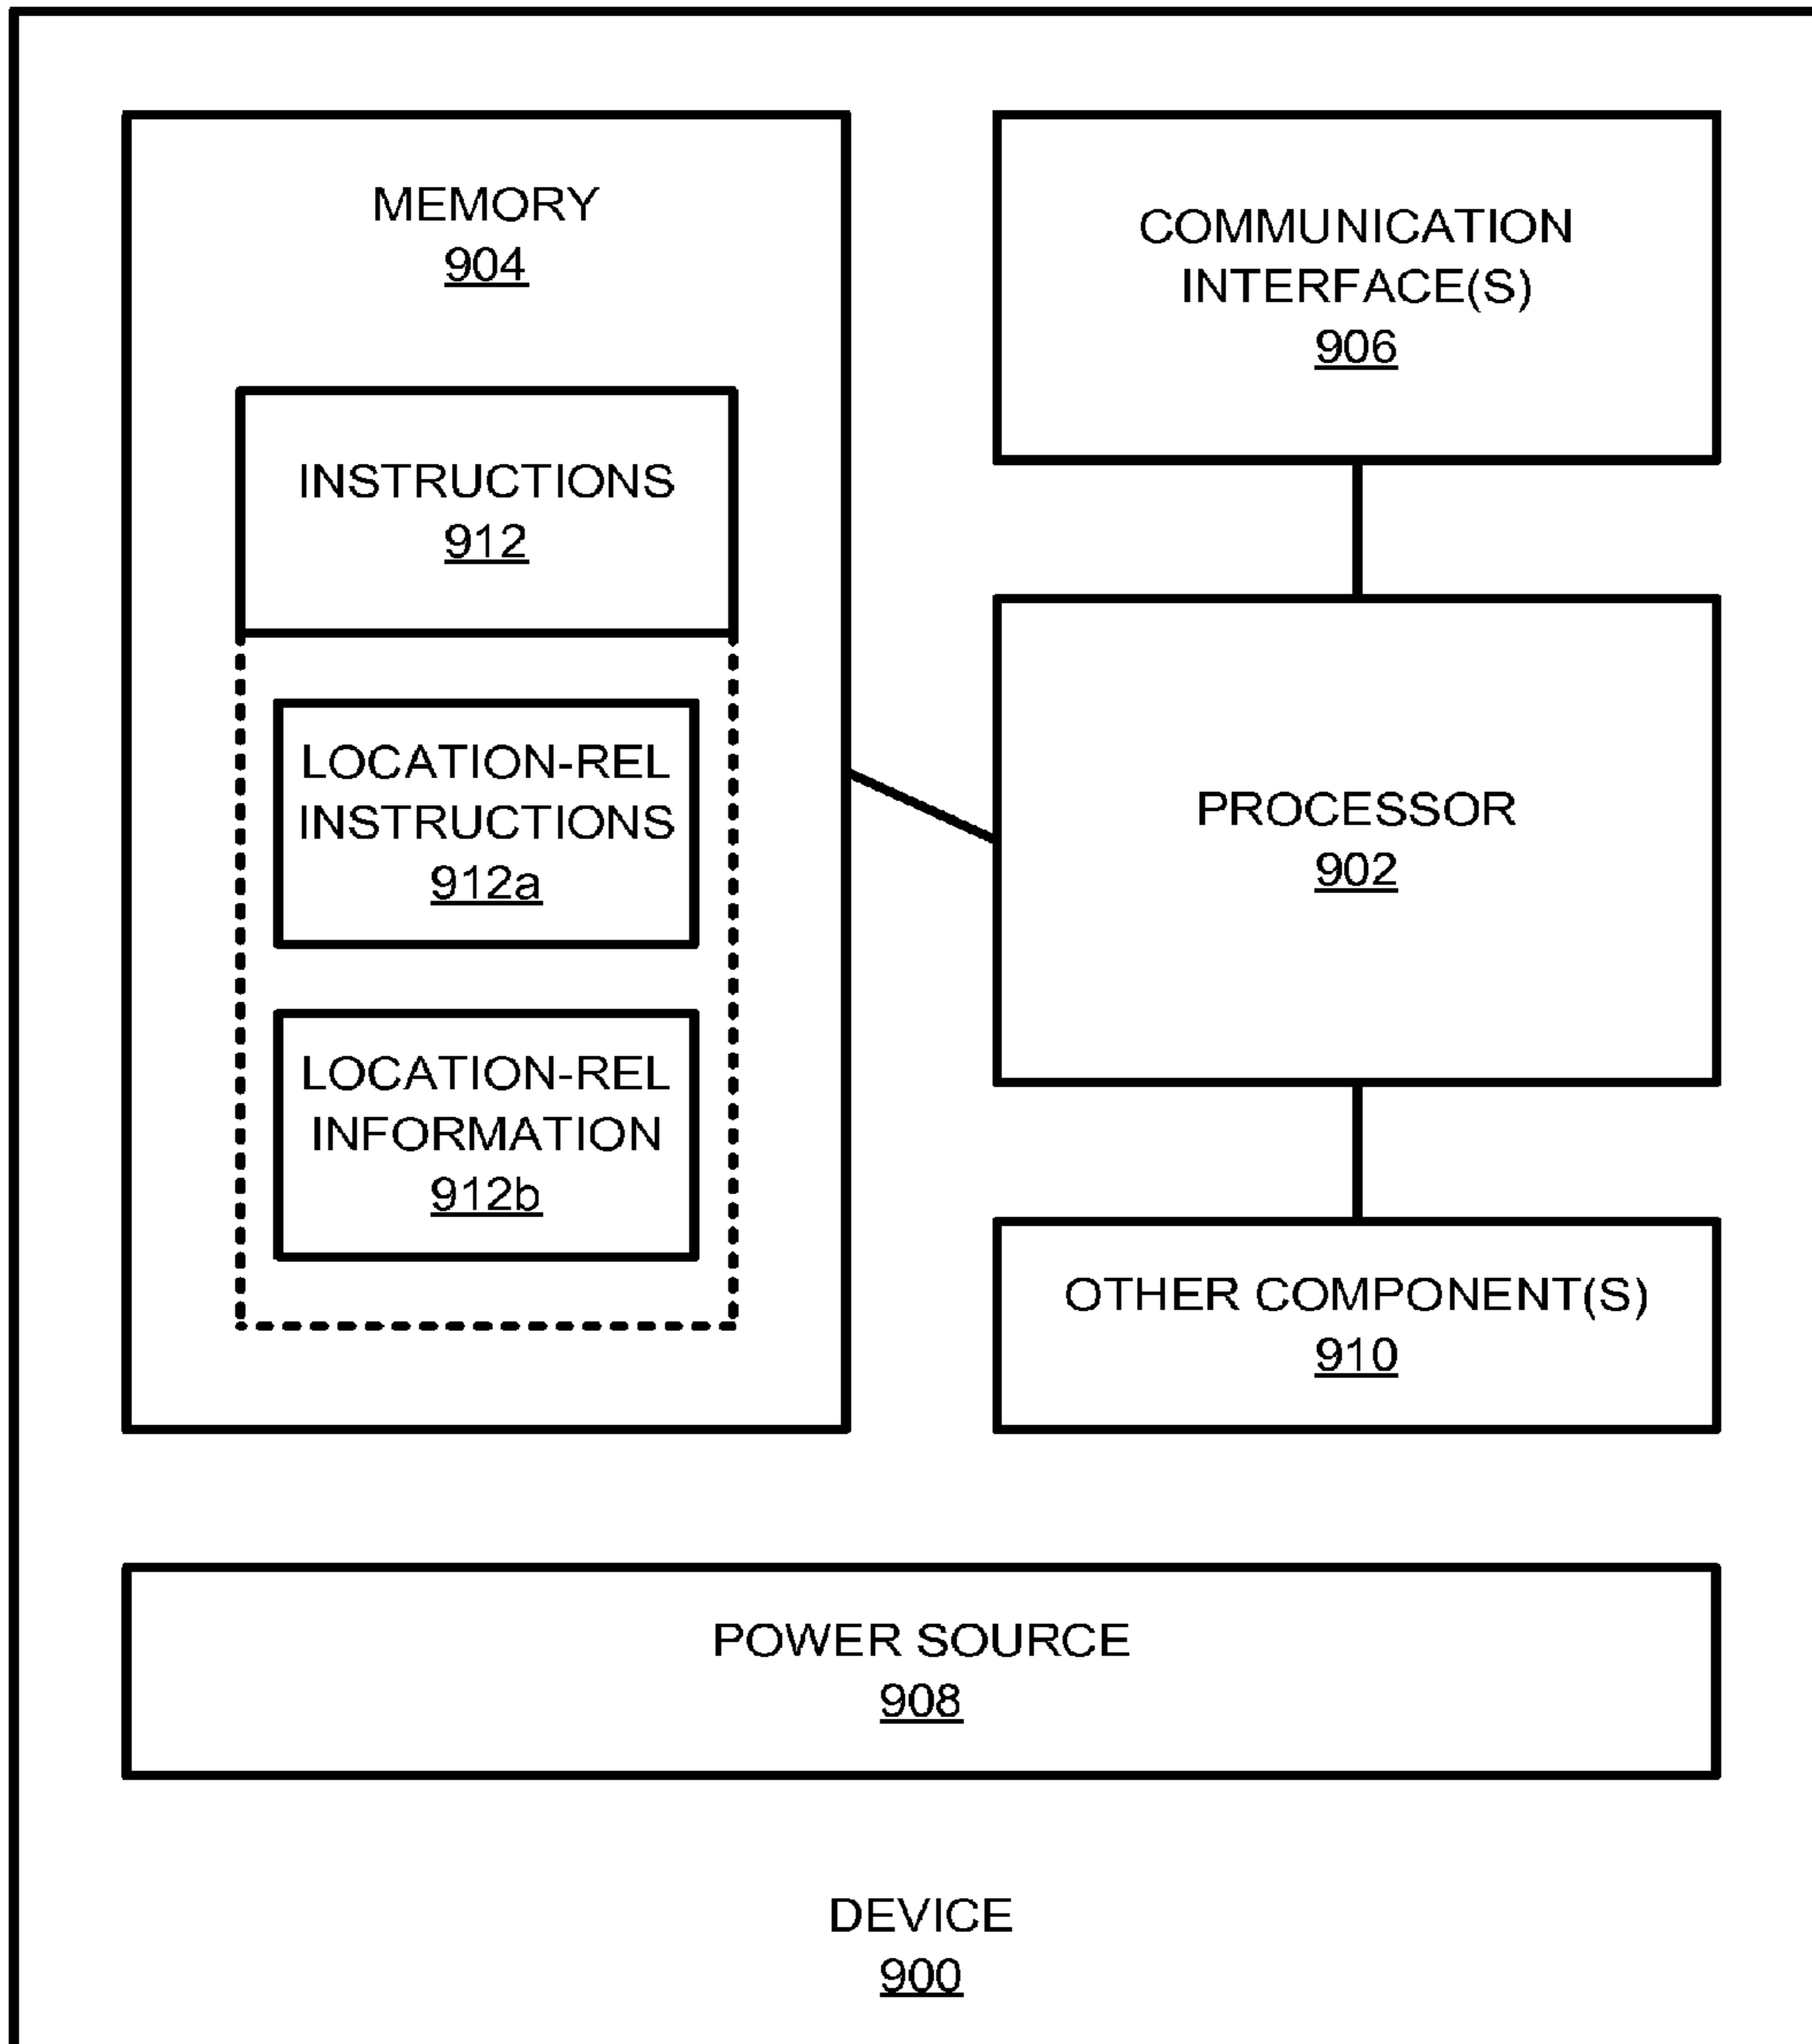 MEMORY
904
INSTRUCTIONS
912
LOCATION-REL
INSTRUCTIONS
912a
LOCATION-REL
INFORMATION
912b
COMMUNICATION
INTERFACE(S)
906
PROCESSOR
902
OTHER COMPONENT(S)
910
POWER SOURCE
908
DEVICE
900